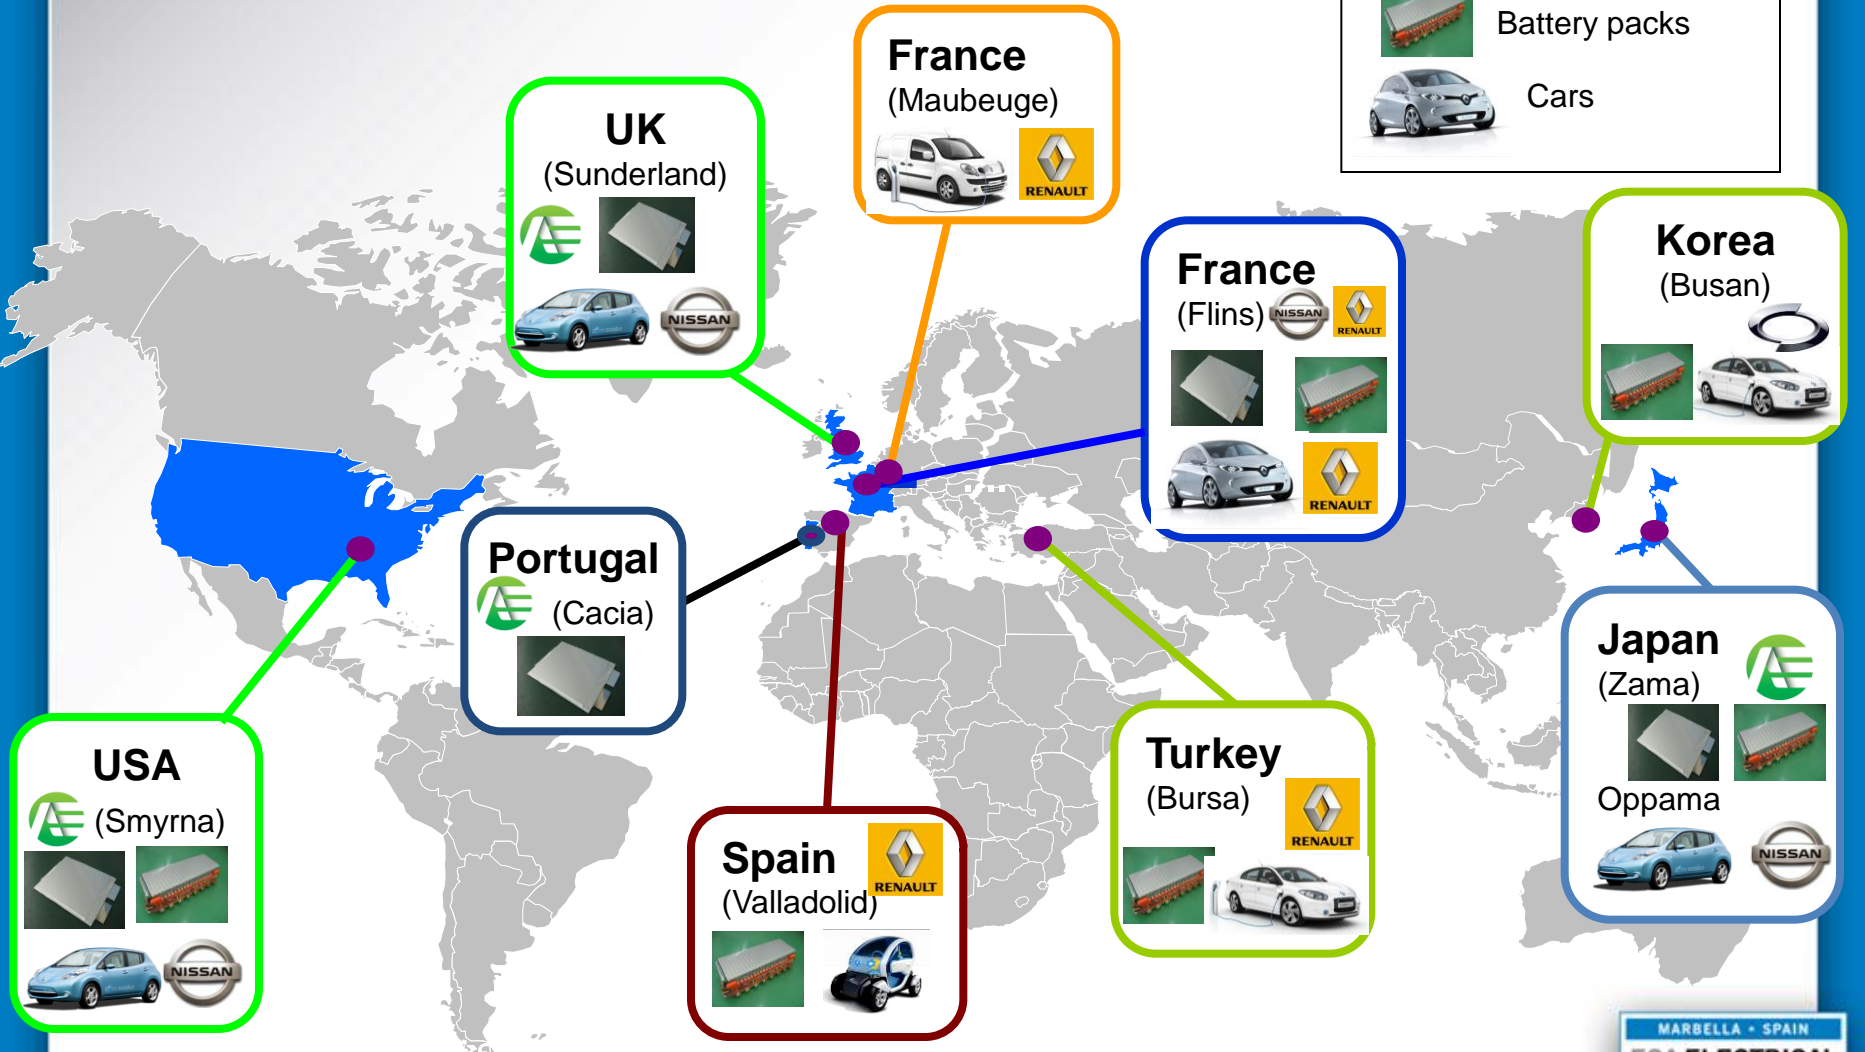 Battery packs
Cars
France
(Maubeuge)
RENAULT
UK
(Sunderland)
NISSAN
France
(Flins)
NISSAN
RENAULT
RENAULT
Korea
(Busan)
Portugal
(Cacia)
Japan
(Zama)
Oppama
NISSAN
USA
(Smyrna)
NISSAN
Spain
(Valladolid)
RENAULT
Turkey
(Bursa)
RENAULT
MARBELLA • SPAIN
ELECTRICAL